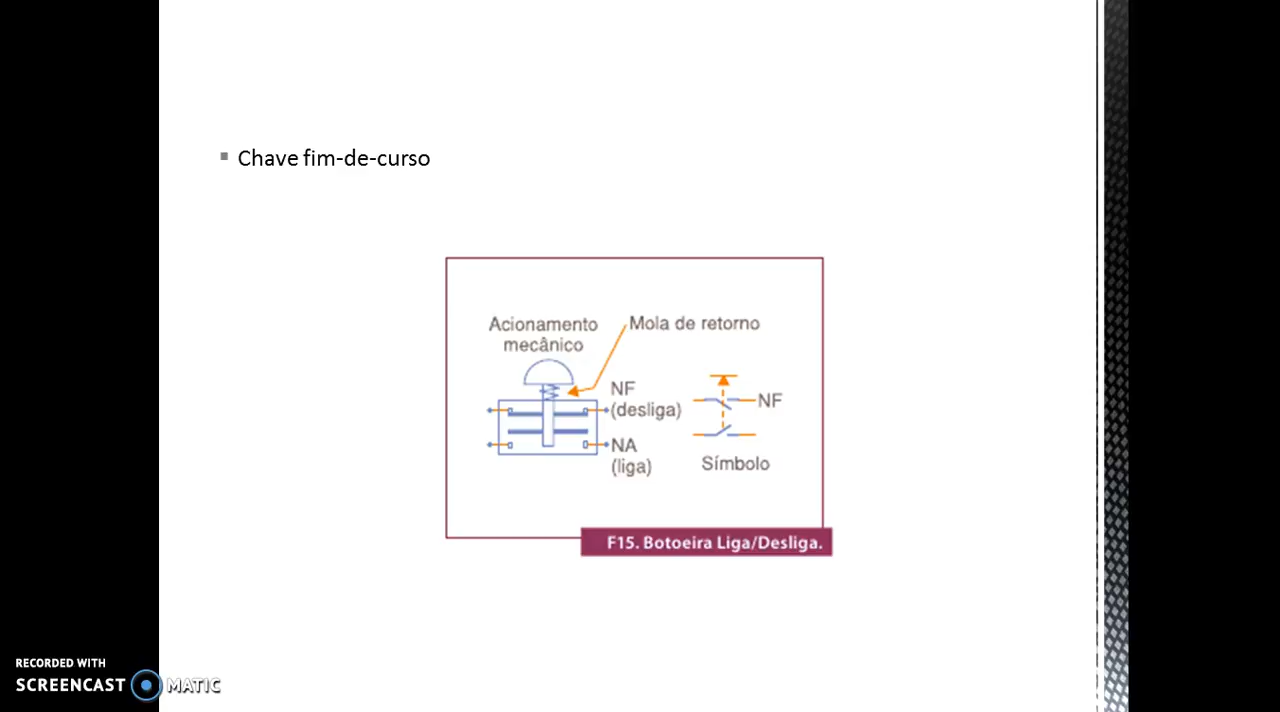 Chave fim-de-curso
Acionamento
mecânico
Mola de retorno
NF
(desliga)
NA
(liga)
NF
Símbolo
F15. Botoeira Liga/Desliga.
RECORDED WITH
SCREENCAST MATIC